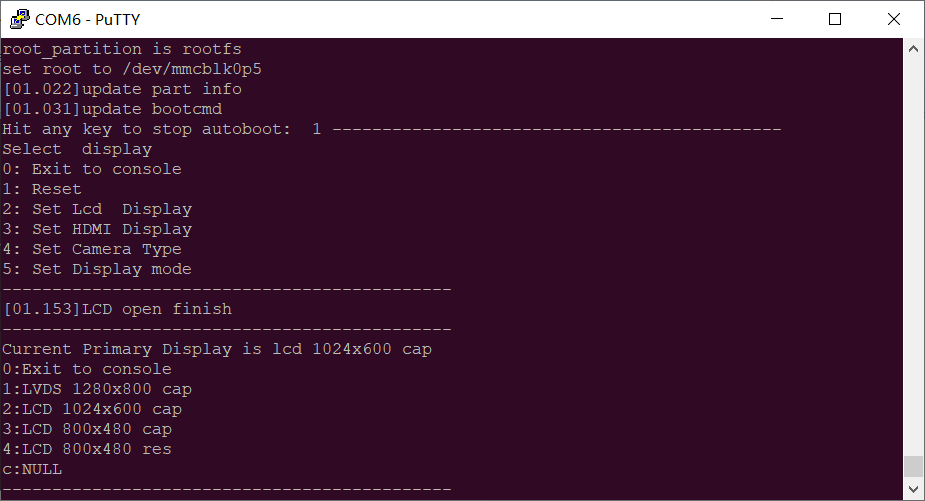 COM6 - PuTTY
root_partition is rootfs
set root to /dev/mmcblk0p5
[01.022]update part info
[01.031]update bootcmd
Hit any key to stop autoboot:  1 ---------------------------------------------
Select  display
0: Exit to console
1: Reset
2: Set Lcd  Display
3: Set HDMI Display
4: Set Camera Type
5: Set Display mode
---------------------------------------------
[01.153]LCD open finish
---------------------------------------------
Current Primary Display is lcd 1024x600 cap
0:Exit to console
1:LVDS 1280x800 cap
2:LCD 1024x600 cap
3:LCD 800x480 cap
4:LCD 800x480 res
c:NULL
---------------------------------------------